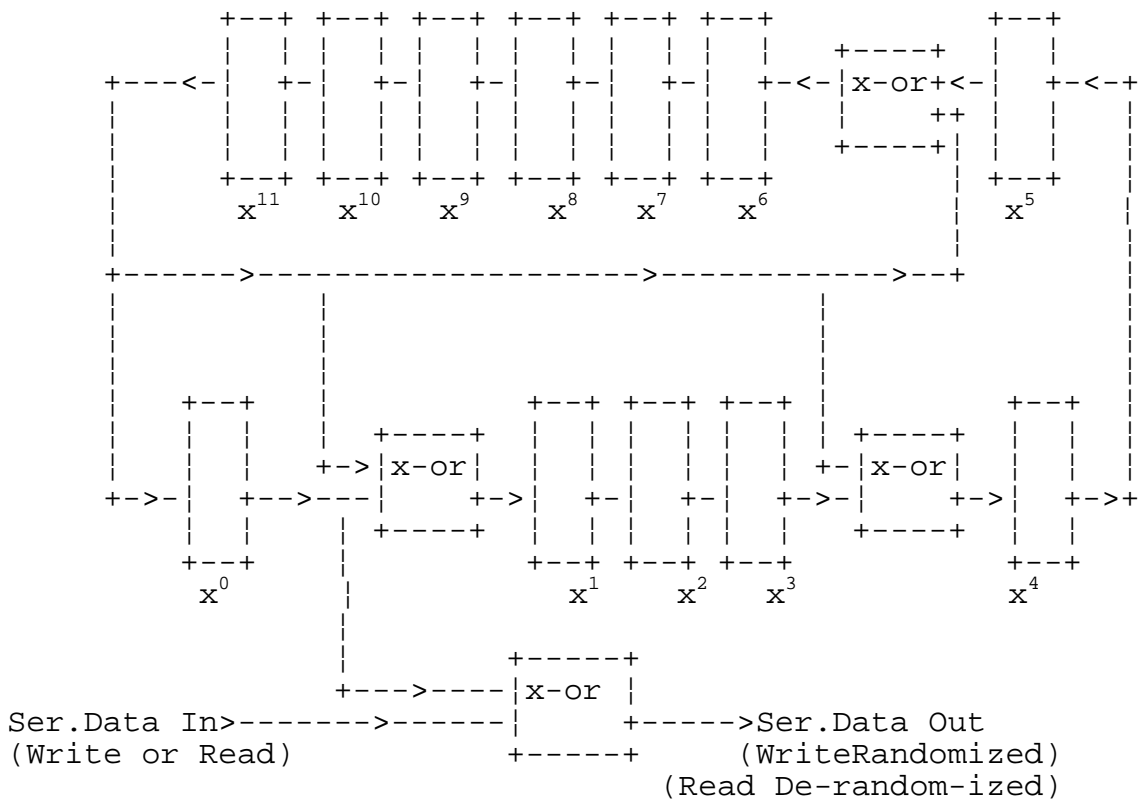 x-or
x^11 x^10 x^9 x^8 x^7 x^6 x^5
x-or x-or
x^0 x^1 x^2 x^3 x^4
x-or
Ser.Data In>------->------ +----->Ser.Data Out
(Write or Read) (WriteRandomized)
(Read De-random-ized)